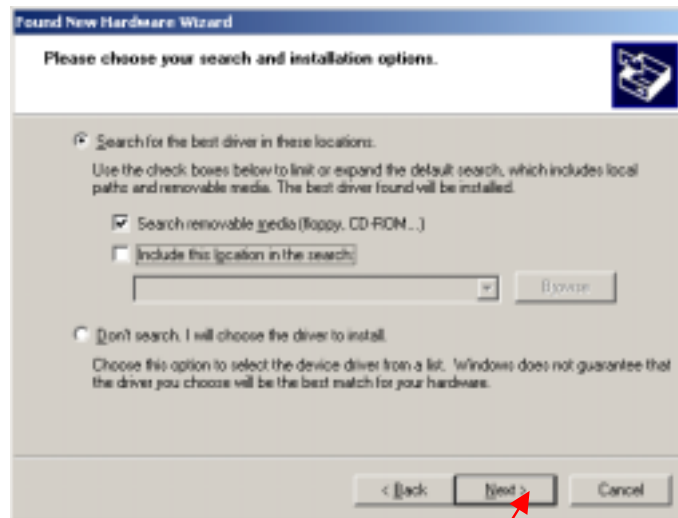 Found New Hardware Wizard
Please choose your search and installation options.
Search for the best driver in these locations.
Use the check boxes below to limit or expand the default search, which includes local
paths and removable media. The best driver found will be installed.
Search removable media (floppy, CD-ROM...)
Include this location in the search:
Browse
Don't search. I will choose the driver to install.
Choose this option to select the device driver from a list. Windows does not guarantee that
the driver you choose will be the best match for your hardware.
< Back
Next >
Cancel